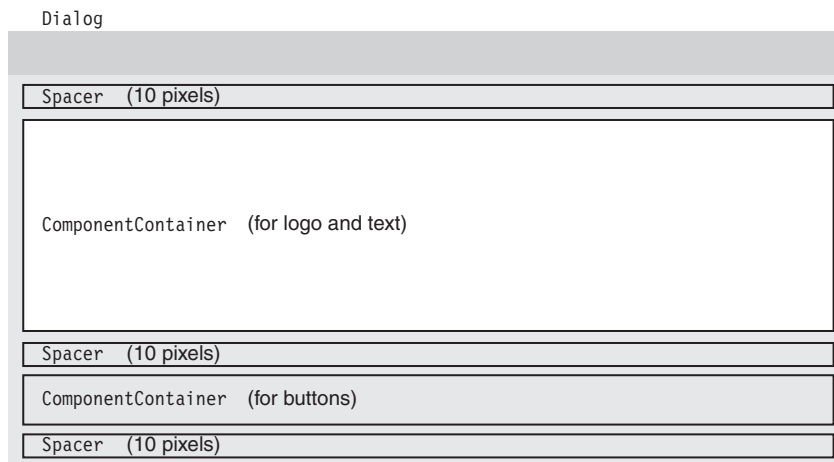 Dialog
Spacer (10 pixels)
ComponentContainer (for logo and text)
Spacer (10 pixels)
ComponentContainer (for buttons)
Spacer (10 pixels)